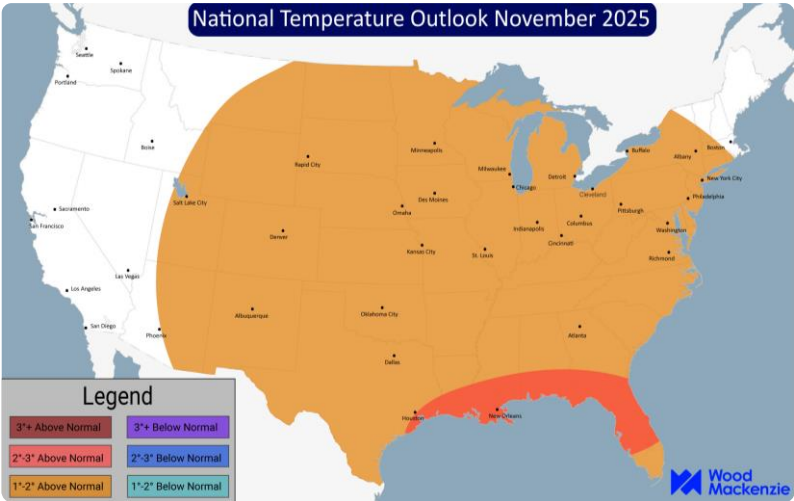 National Temperature Outlook November 2025
Seattle
Spokane
Portland
Boise
Minneapolis
Rapid City
Milwaukee
Detroit
Buffalo
Albany
Boston
Chicago
Cleveland
New York City
Salt Lake City
Des Moines
Omaha
Philadelphia
Pittsburgh
Sacramento
San Francisco
Columbus
Indianapolis
Cincinnati
Washington
Denver
Kansas City
St. Louis
Richmond
Las Vegas
Los Angeles
Albuquerque
Oklahoma City
San Diego
Phoenix
Atlanta
Dallas
Houston
New Orleans
Legend
3°+ Above Normal
3°+ Below Normal
2°-3° Above Normal
2°-3° Below Normal
1°-2° Above Normal
1°-2° Below Normal
Wood
Mackenzie